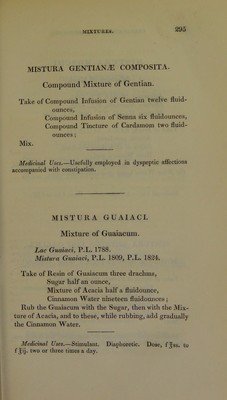 MIXTURES. 295
MISTURA GENTIANÆ COMPOSITA.
Compound Mixture of Gentian.
Take of Compound Infusion of Gentian twelve fluid-
ounces,
Compound Infusion of Senna six fluidounces,
Compound Tincture of Cardamom two fluid-
ounces;
Mix.
Medicinal Uses.—Usefully employed in dyspeptic affections
accompanied with constipation.
MISTURA GUAIACI.
Mixture of Guaiacum.
Lac Guaiaci, P.L. 1788.
Mistura Guaiaci, P.L. 1809, P.L. 1824.
Take of Resin of Guaiacum three drachms,
Sugar half an ounce,
Mixture of Acacia half a fluidounce,
Cinnamon Water nineteen fluidounces;
Rub the Guaiacum with the Sugar, then with the Mix-
ture of Acacia, and to these, while rubbing, add gradually
the Cinnamon Water.
Medicinal Uses.—Stimulant. Diaphoretic. Dose, f℥ss. to
f℥ij. two or three times a day.